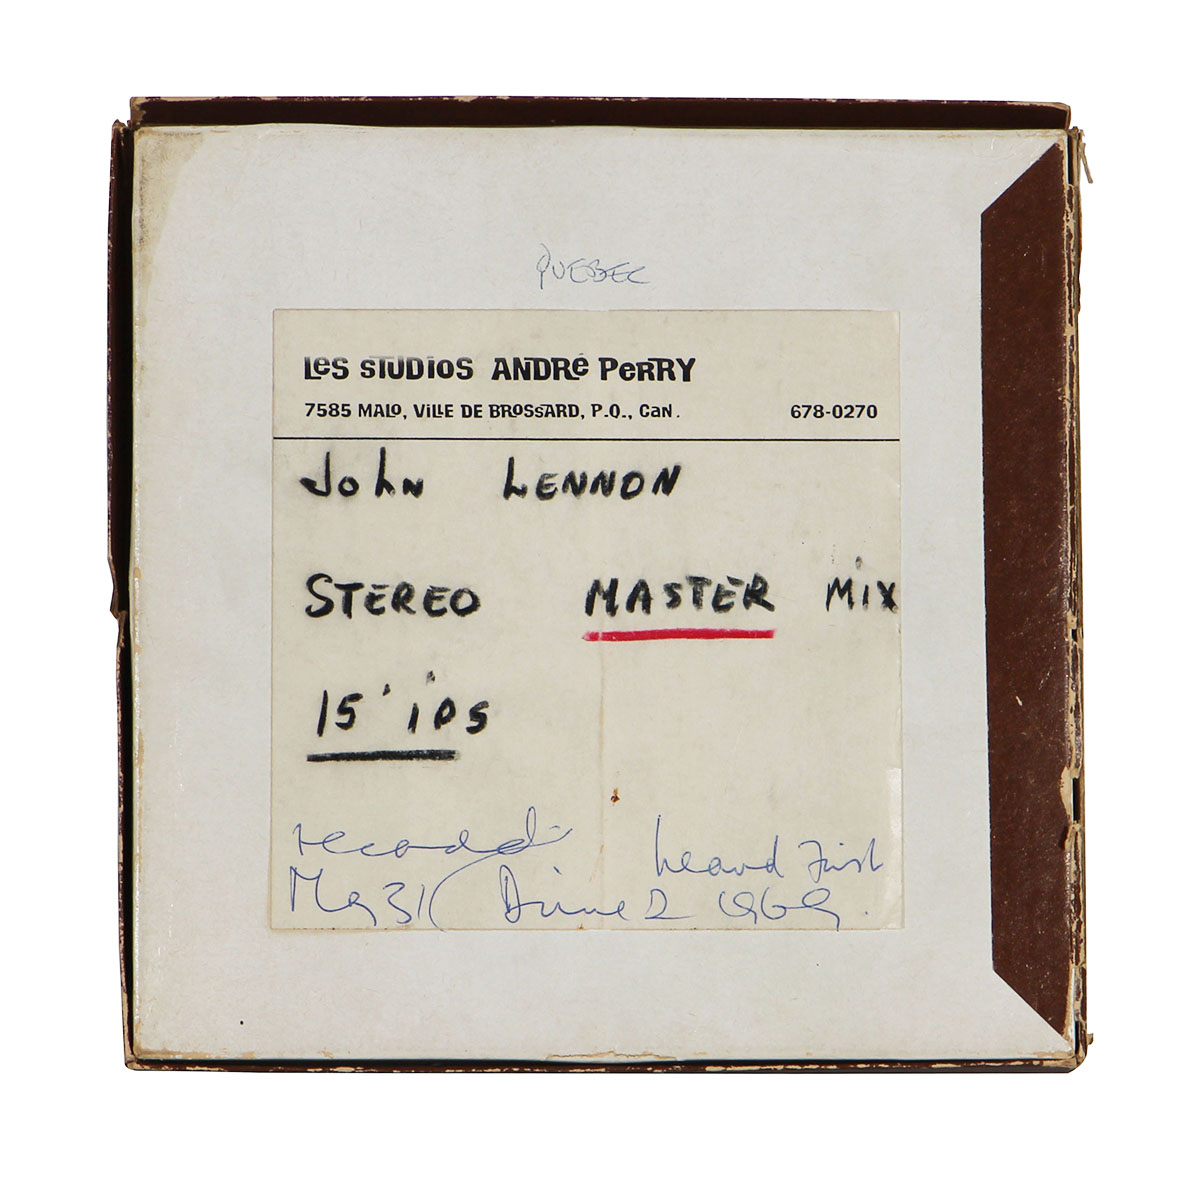 QUEBEC
Les STUDIOS ANDRé PeRRY
7585 MALO, ViLLE DE BROSSARD, P.Q., CaN. 678-0270
John LENNON
STEREO MASTER MiX
15' ips
recorded heard First
May 31 / June 2 1969.